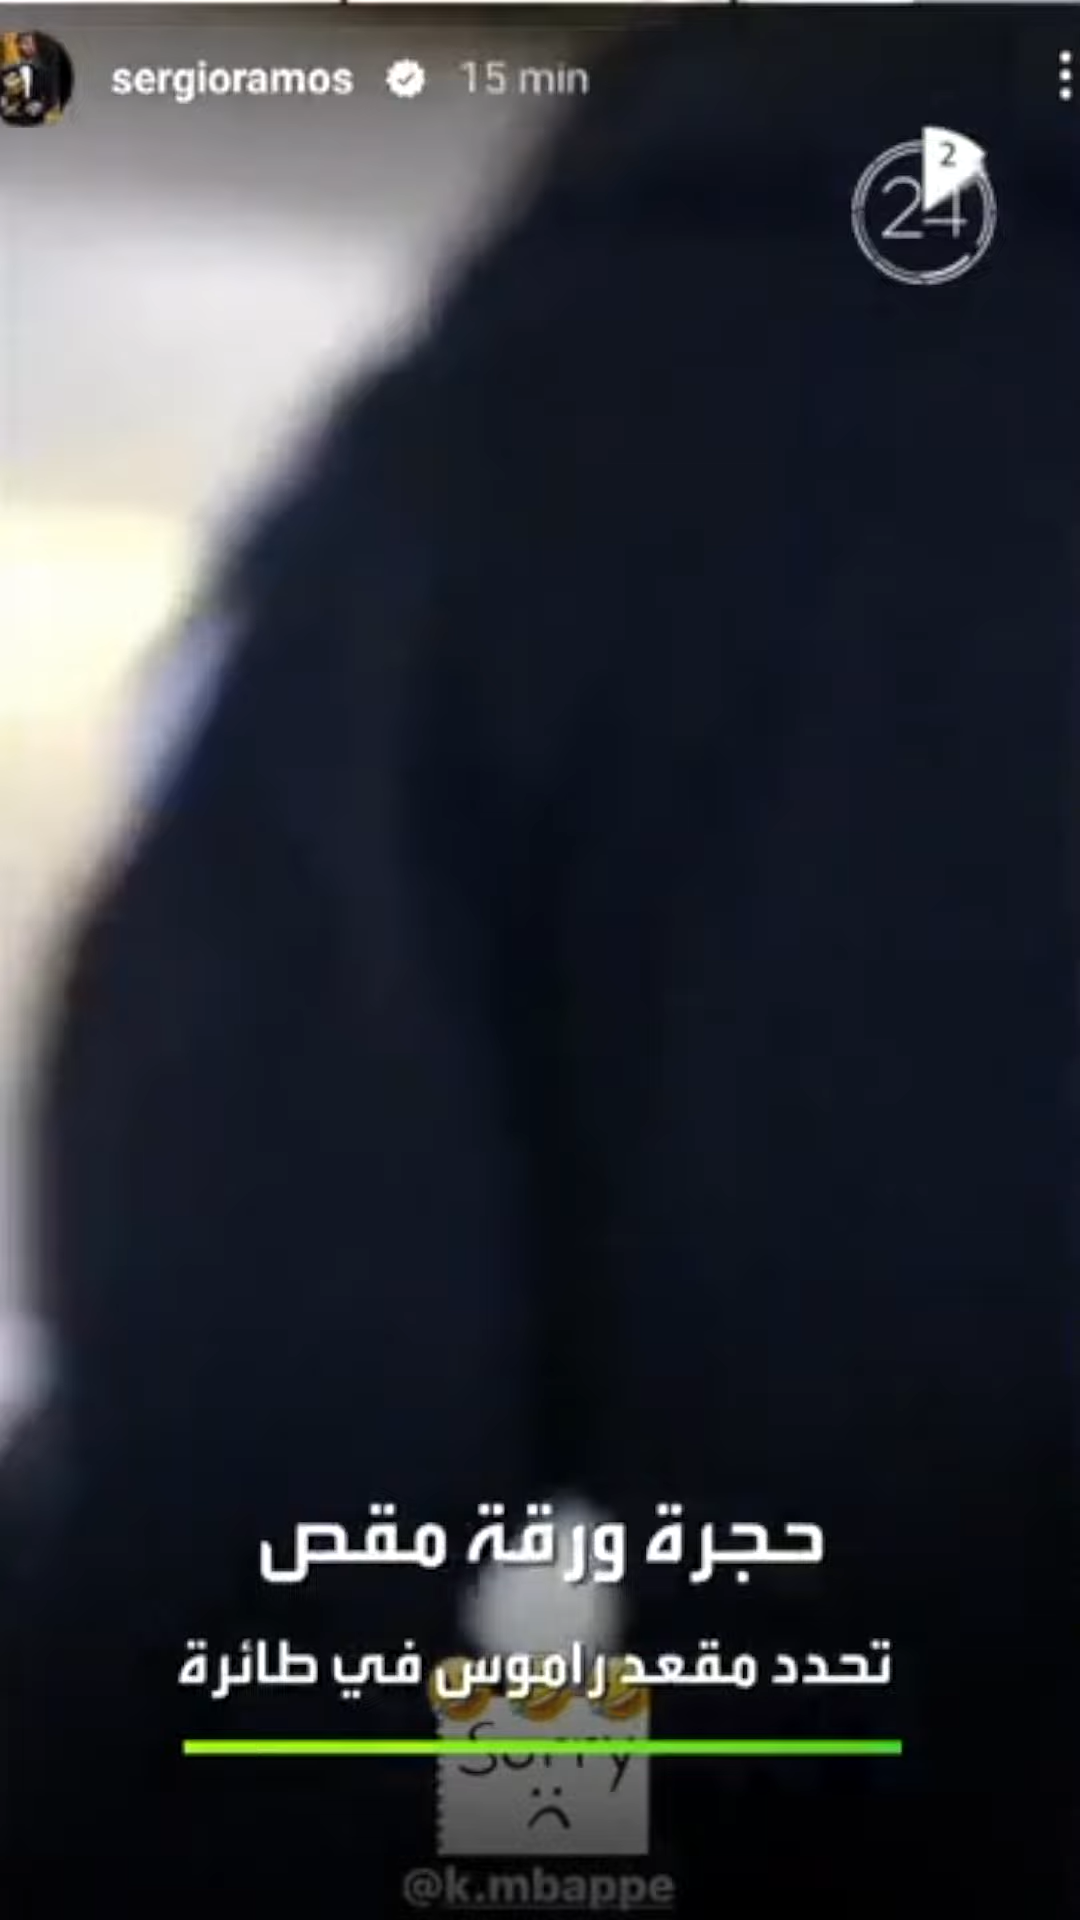 sergioramos 15 min
2
24
حجرة ورقة مقص
تحدد مقعد راموس في طائرة
Sorry
@k.mbappe